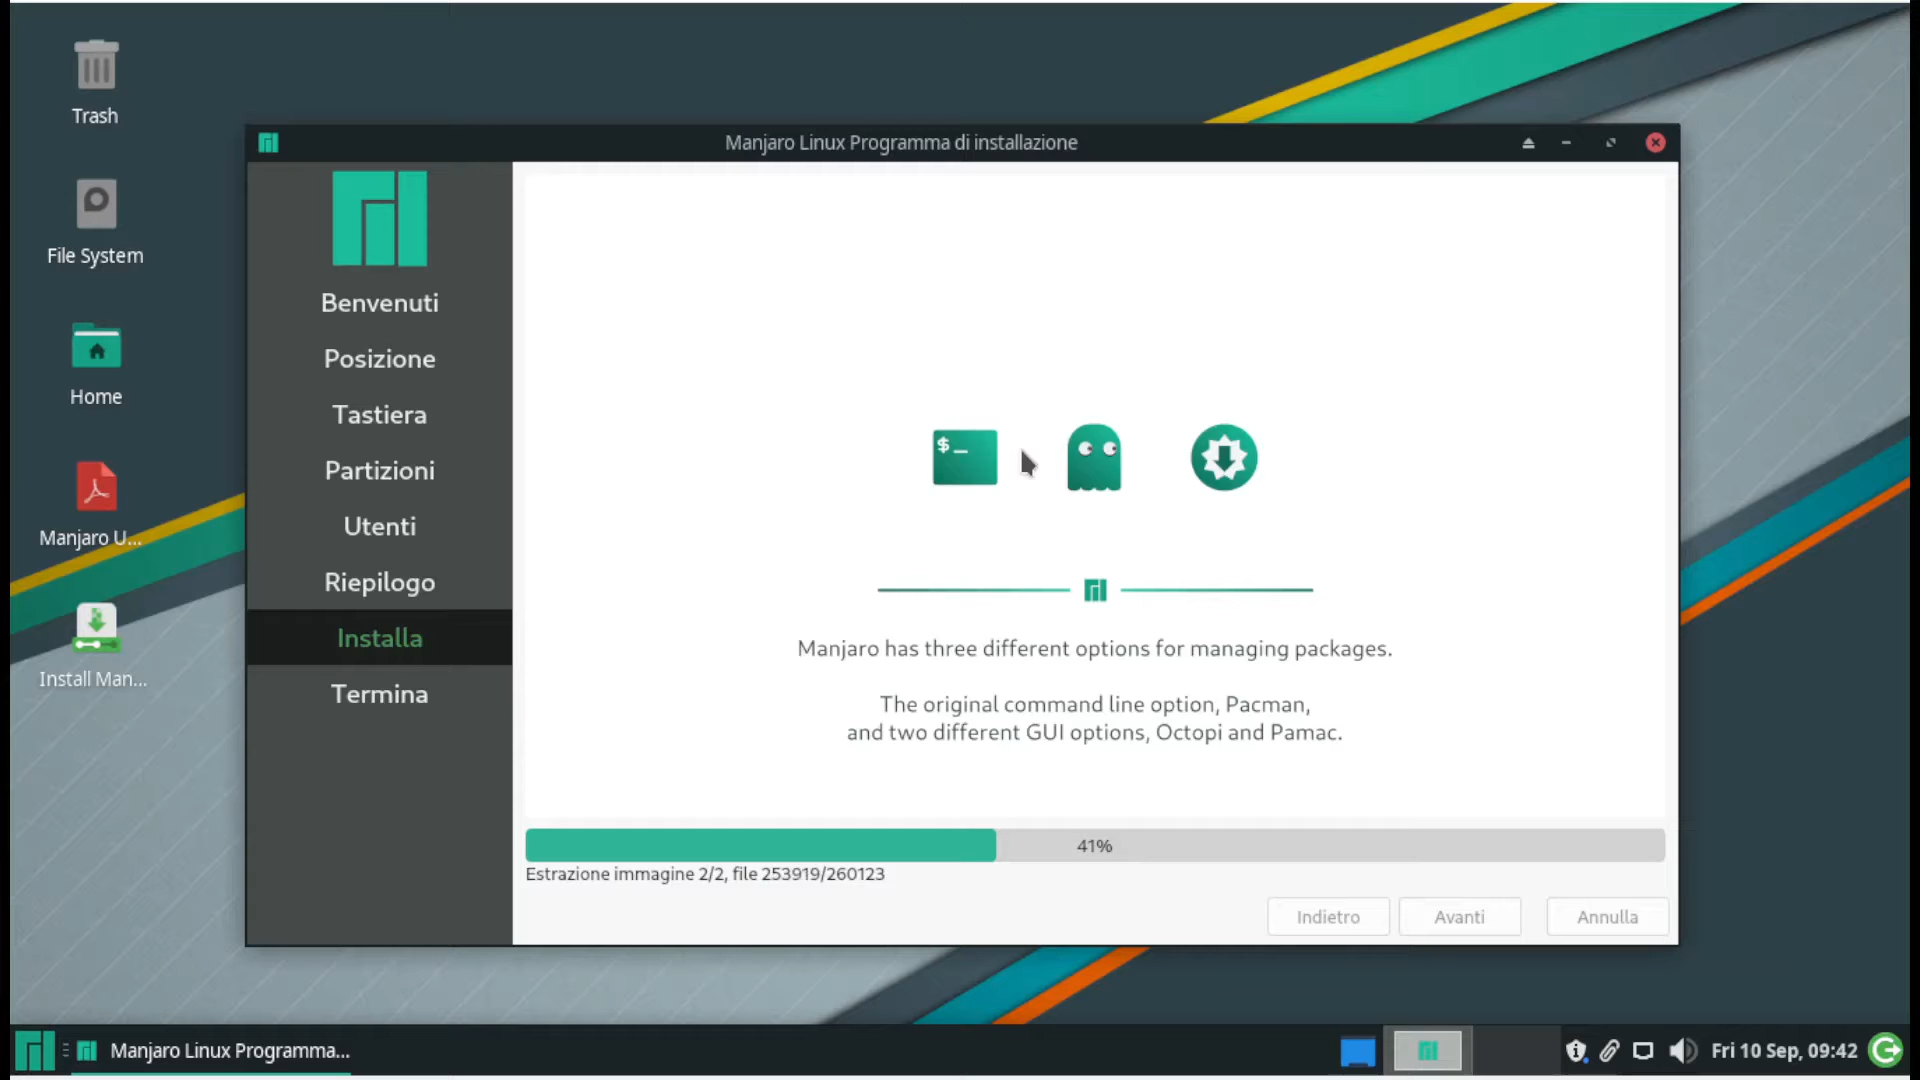 Trash
File System
Home
Manjaro U...
Install Man...
Manjaro Linux Programma di installazione
Benvenuti
Posizione
Tastiera
Partizioni
Utenti
Riepilogo
Installa
Termina
$_
Manjaro has three different options for managing packages.
The original command line option, Pacman,
and two different GUI options, Octopi and Pamac.
41%
Estrazione immagine 2/2, file 253919/260123
Indietro
Avanti
Annulla
Manjaro Linux Programma...
Fri 10 Sep, 09:42